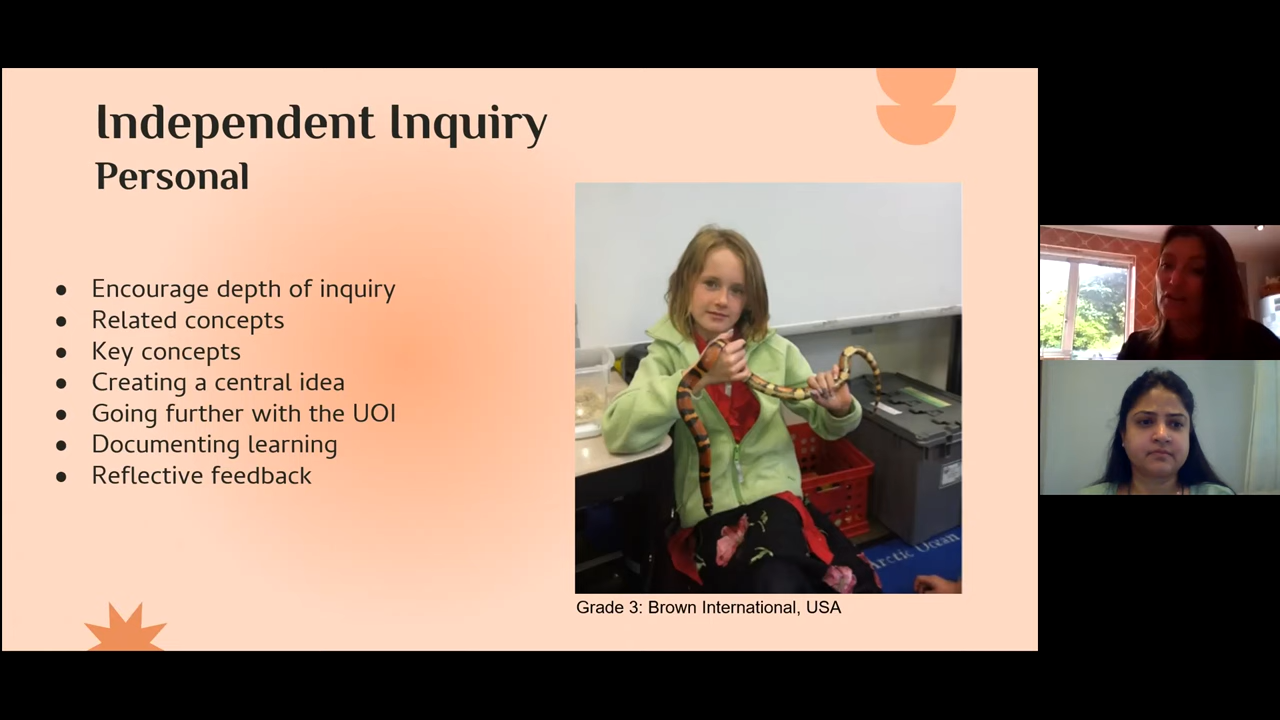 Independent Inquiry
Personal
● Encourage depth of inquiry
● Related concepts
● Key concepts
● Creating a central idea
● Going further with the UOI
● Documenting learning
● Reflective feedback
Arctic Ocean
Grade 3: Brown International, USA